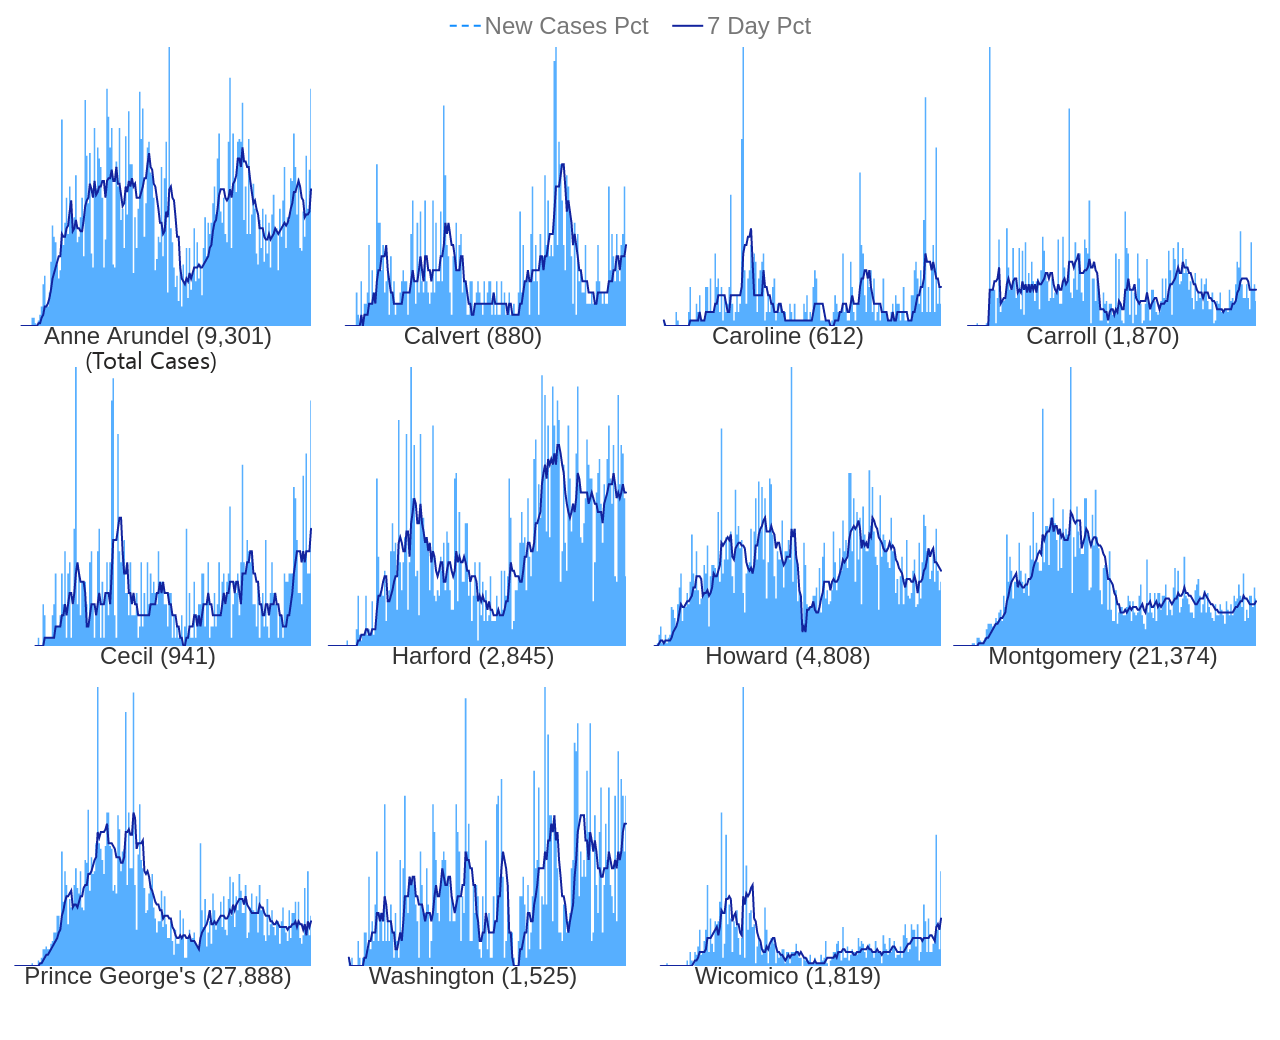 New Cases Pct 7 Day Pct
Anne Arundel (9,301) Calvert (880) Caroline (612) Carroll (1,870)
(Total Cases)
Cecil (941) Harford (2,845) Howard (4,808) Montgomery (21,374)
Prince George's (27,888) Washington (1,525) Wicomico (1,819)